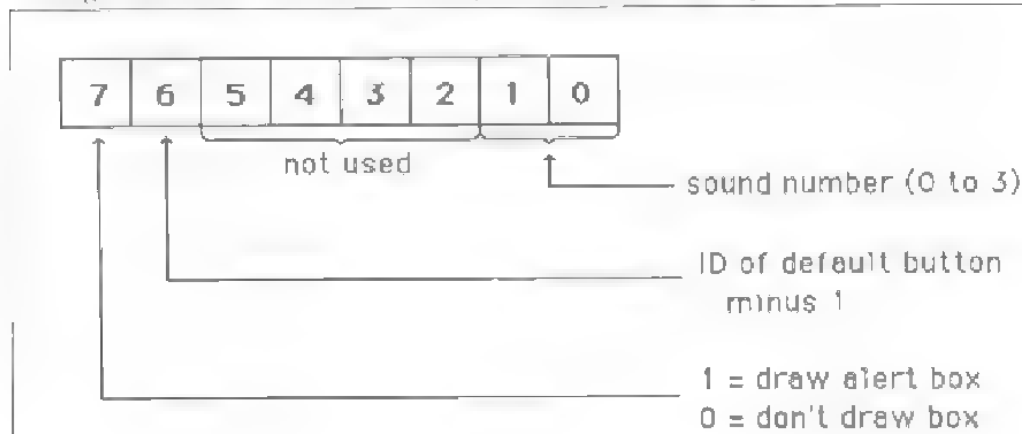 7 6 5 4 3 2 1 0
not used
sound number (0 to 3)
ID of default button
minus 1
1 = draw alert box
0 = don't draw box